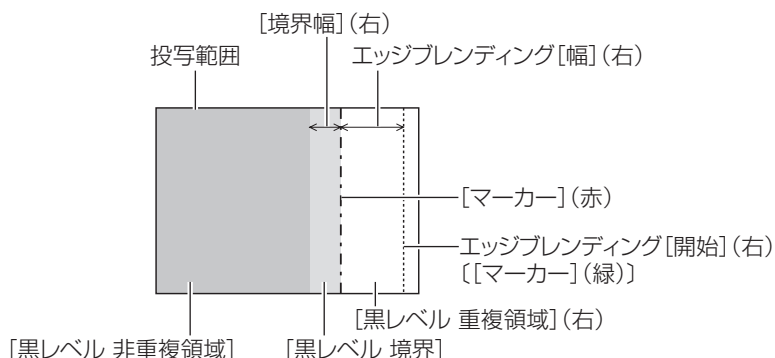 [境界幅](右)
投写範囲
エッジブレンディング[幅](右)
[マーカー](赤)
エッジブレンディング[開始](右)
〔[マーカー](緑)〕
[黒レベル 重複領域](右)
[黒レベル 非重複領域]
[黒レベル 境界]